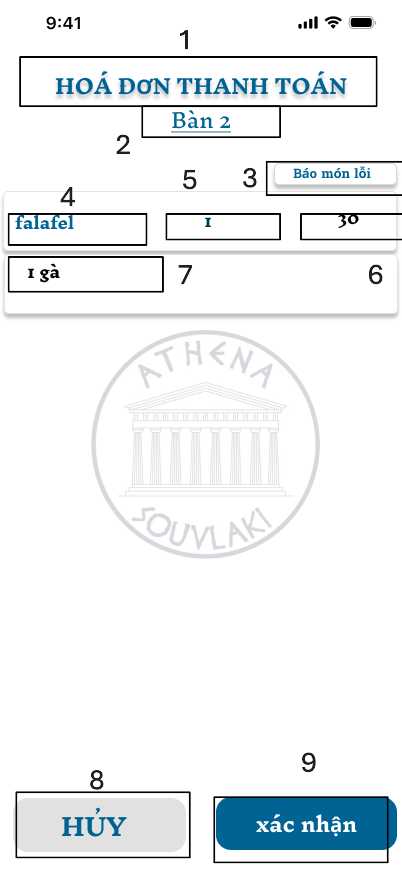 9:41
1
HOÁ ĐƠN THANH TOÁN
Bàn 2
2
3 Báo món lỗi
4 5
falafel 1 30
1 gà 7 6
ATHENA
SOUVLAKI
8 9
HỦY xác nhận